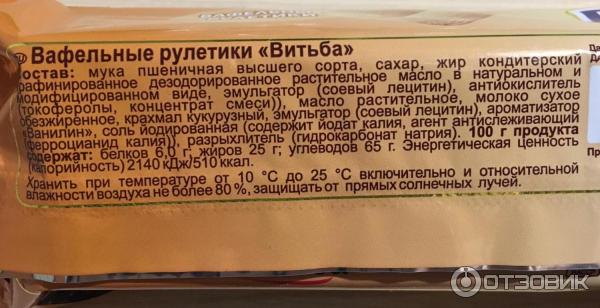 Вафельные рулетики «Витьба»
Состав: мука пшеничная высшего сорта, сахар, жир кондитерский
рафинированное дезодорированное растительное масло в натуральном и
модифицированном виде, эмульгатор (соевый лецитин), антиокислитель
(токоферолы, концентрат смеси)), масло растительное, молоко сухое
обезжиренное, крахмал кукурузный, эмульгатор (соевый лецитин), ароматизатор
«Ванилин», соль йодированная (содержит йодат калия, агент антислеживающий
(ферроцианид калия)), разрыхлитель (гидрокарбонат натрия). 100 г продукта
содержат: белков 6,0 г; жиров 25 г; углеводов 65 г. Энергетическая ценность
(калорийность) 2140 кДж/510 ккал.
Хранить при температуре от 10 °С до 25 °С включительно и относительной
влажности воздуха не более 80 %, защищать от прямых солнечных лучей.
ОТЗОВИК